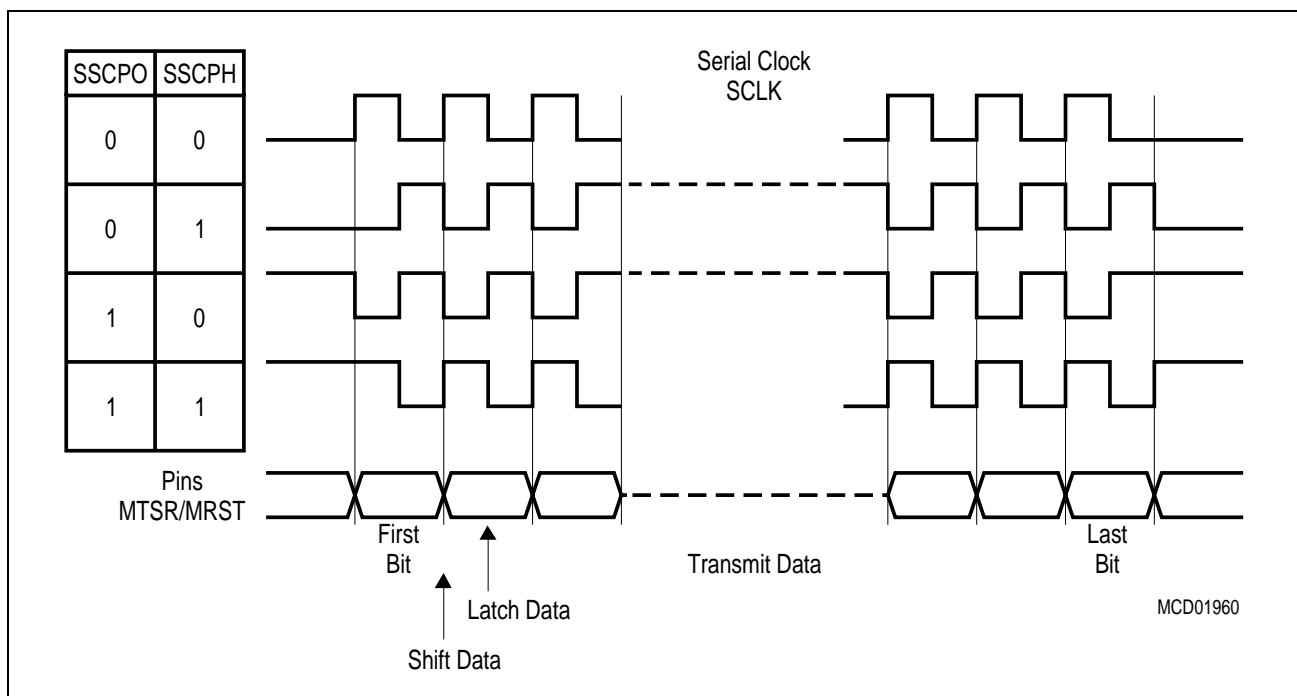 SSCPO SSCPH
0 0
0 1
1 0
1 1
Serial Clock
SCLK
Pins
MTSR/MRST
First
Bit
Latch Data
Shift Data
Transmit Data
Last
Bit
MCD01960